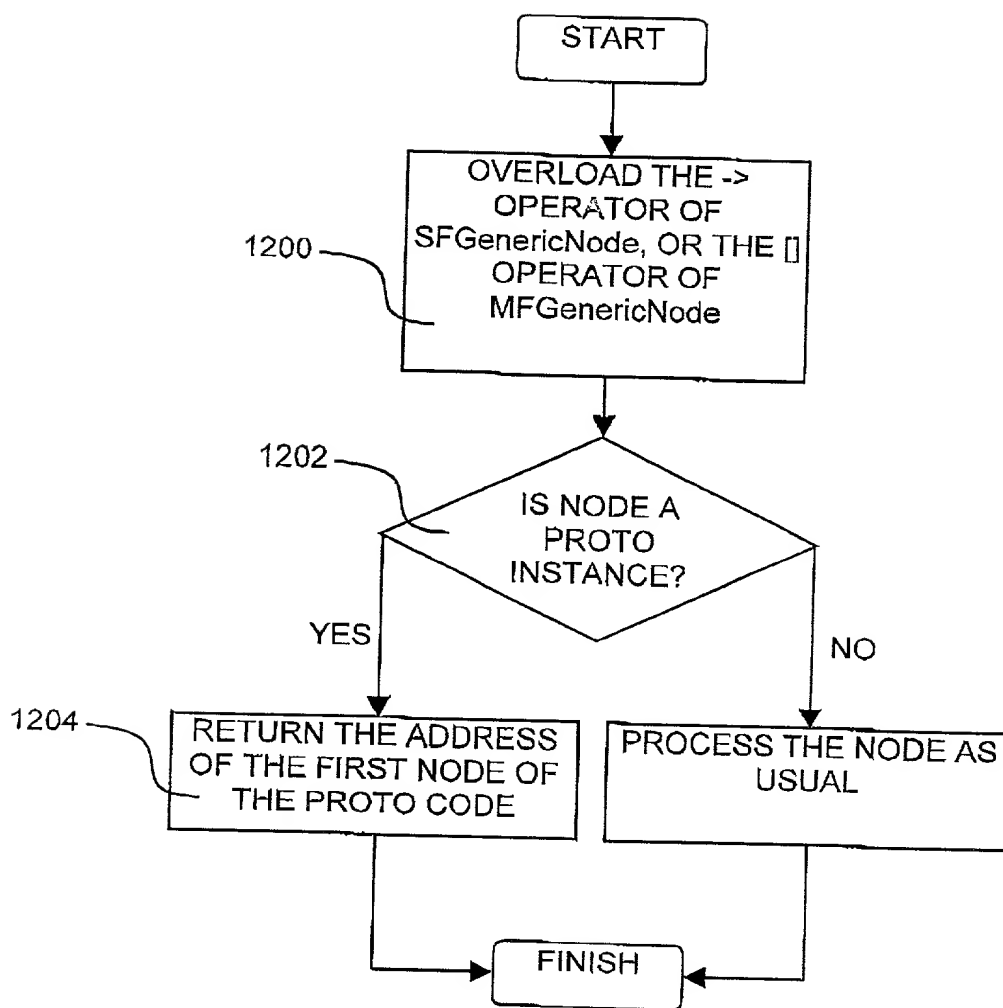 START
OVERLOAD THE ->
OPERATOR OF
SFGenericNode, OR THE []
OPERATOR OF
MFGenericNode
1200
1202
IS NODE A
PROTO
INSTANCE?
YES
NO
1204
RETURN THE ADDRESS
OF THE FIRST NODE OF
THE PROTO CODE
PROCESS THE NODE AS
USUAL
FINISH